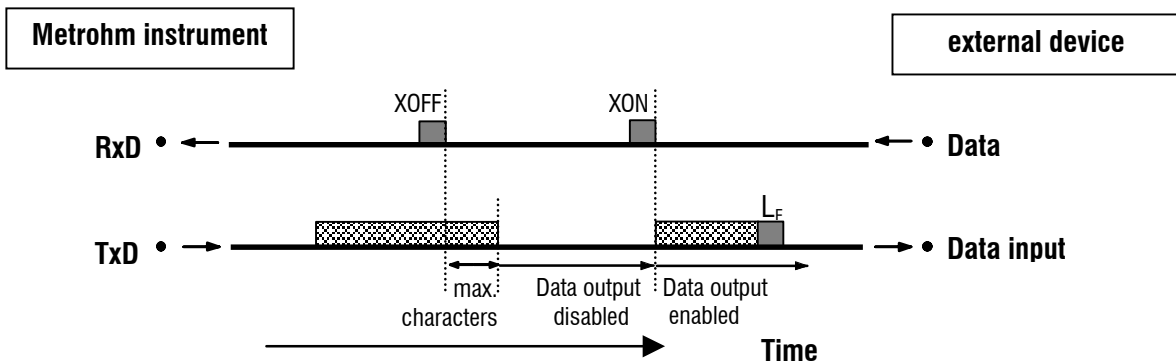 Metrohm instrument
external device
XOFF
XON
RxD
Data
LF
TxD
Data input
max.
characters
Data output
disabled
Data output
enabled
Time